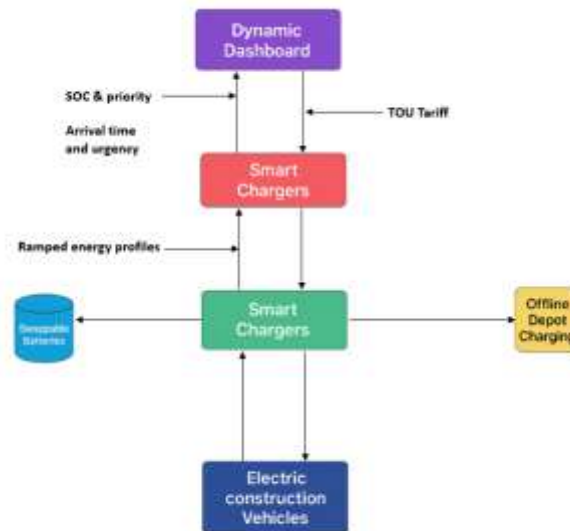 Dynamic
Dashboard
SOC & priority
TOU Tariff
Arrival time
and urgency
Smart
Chargers
Ramped energy profiles
Smart
Chargers
Swappable
Batteries
Offline
Depot
Charging
Electric
construction
Vehicles